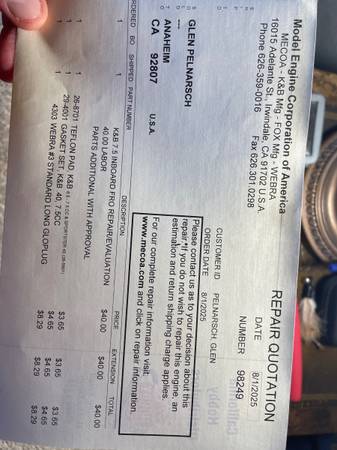 Model Engine Corporation of America
MECOA - K&B Mfg - FOX Mfg - WEBRA
16015 Adelante St, Irwindale, CA 91702 U.S.A.
Phone 626-359-0016 Fax 626.301.0298
REPAIR QUOTATION
DATE 8/1/2025
NUMBER 98249
GLEN PELNARSCH
---
ANAHEIM
CA 92807 U.S.A.
CUSTOMER ID PELNARSCH, GLEN
ORDER DATE 8/1/2025
Please contact us as to your decision about this
repair.*If you do not wish to repair this engine, an
estimation and return shipping charge applies.
For our complete repair information visit:
www.mecoa.com and click on repair information.
ORDERED BO SHIPPED PART NUMBER DESCRIPTION PRICE EXTENSION TOTAL
1 1 K&B 7.5 INBOARD FRO REPAIR/EVALUATION $40.00 $40.00 $40.00
40.00 LABOR
PARTS ADDITIONAL WITH APPROVAL
1 1 26-8701 TEFLON PAD, K&B $3.65 $3.65 $3.65
1 1 29-4001 GASKET SET, K&B .40, 7.5CC $4.65 $4.65 $4.65
1 1 4303 WEBRA #3 STANDARD LONG GLOPLUG $8.29 $8.29 $8.29